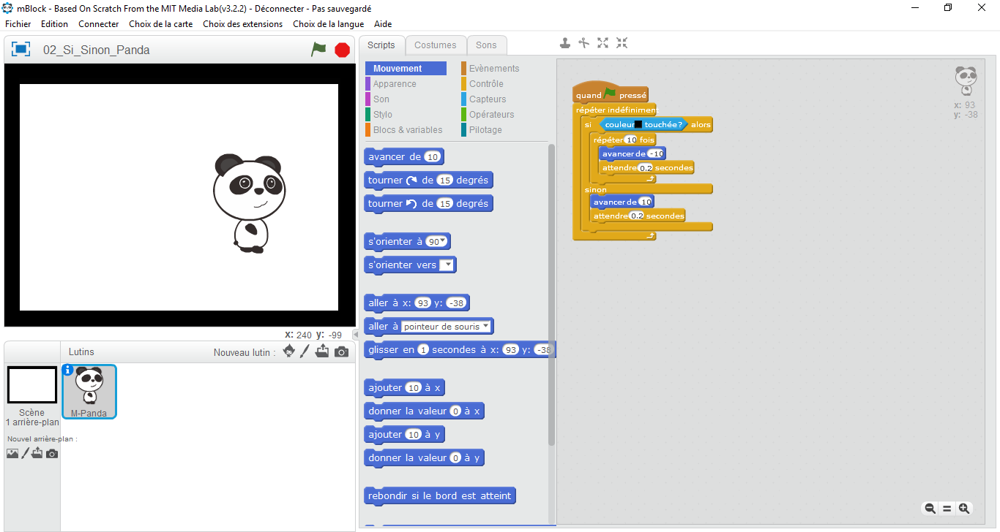 mBlock - Based On Scratch From the MIT Media Lab(v3.2.2) - Déconnecter - Pas sauvegardé
Fichier Edition Connecter Choix de la carte Choix des extensions Choix de la langue Aide
02_Si_Sinon_Panda
x: 240 y: -99
Lutins
Nouveau lutin :
Scène
1 arrière-plan
Nouvel arrière-plan :
M-Panda
Scripts Costumes Sons
Mouvement Evènements
Apparence Contrôle
Son Capteurs
Stylo Opérateurs
Blocs & variables Pilotage
avancer de 10
tourner de 15 degrés
tourner de 15 degrés
s'orienter à 90
s'orienter vers
aller à x: 93 y: -38
aller à pointeur de souris
glisser en 1 secondes à x: 93 y: -38
ajouter 10 à x
donner la valeur 0 à x
ajouter 10 à y
donner la valeur 0 à y
rebondir si le bord est atteint
quand pressé
répéter indéfiniment
si couleur touchée? alors
répéter 10 fois
avancer de -10
attendre 0.2 secondes
sinon
avancer de 10
attendre 0.2 secondes
x: 93
y: -38